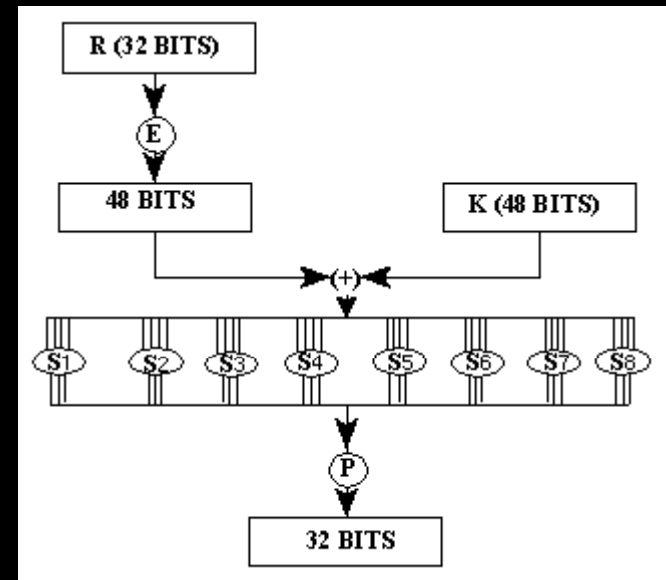 R (32 BITS)
E
48 BITS
K (48 BITS)
(+)
S1 S2 S3 S4 S5 S6 S7 S8
P
32 BITS